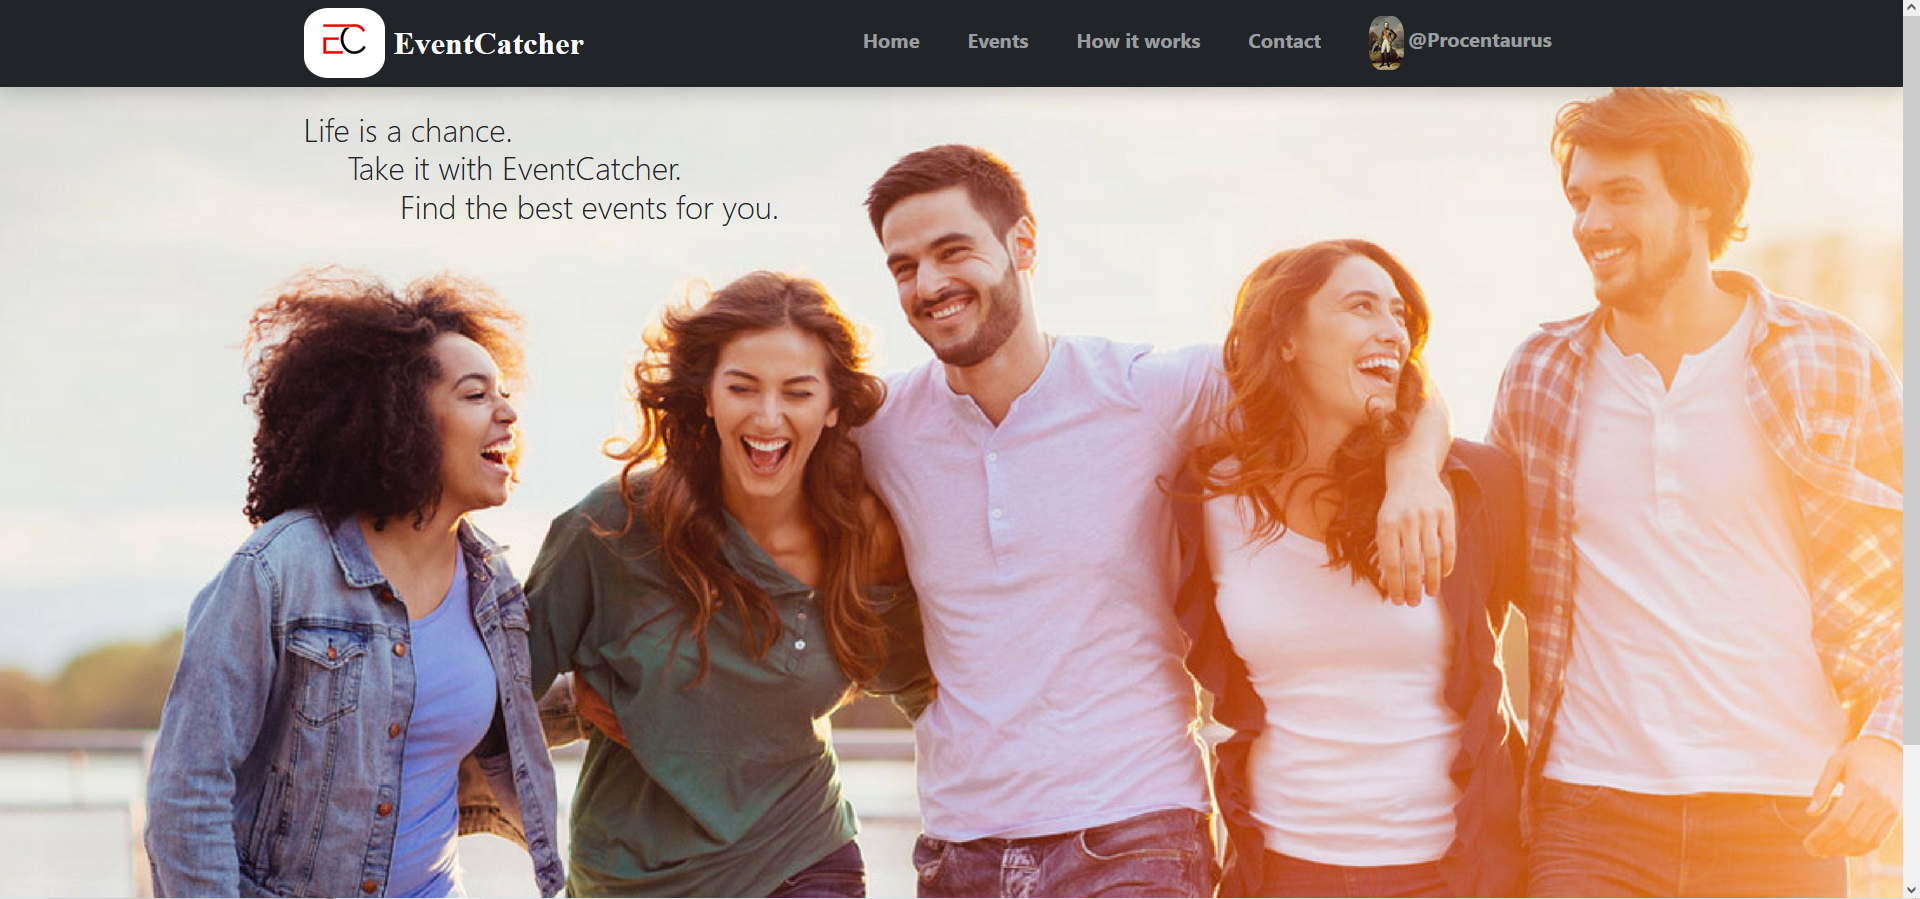 EC EventCatcher
Home Events How it works Contact @Procentaurus
Life is a chance.
Take it with EventCatcher.
Find the best events for you.